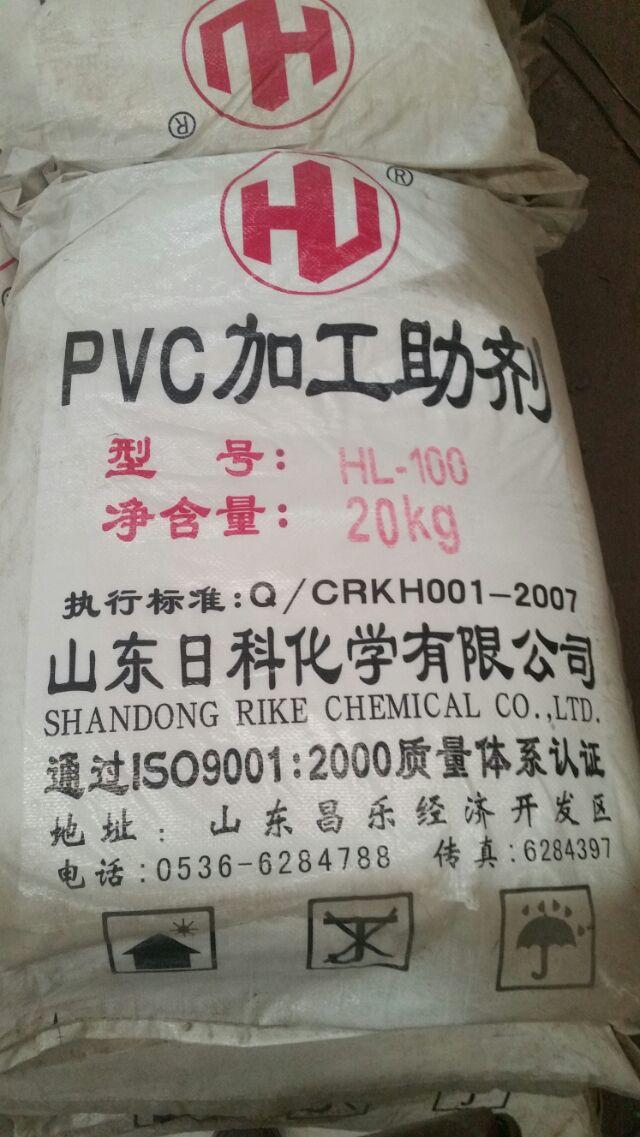 ®
®
PVC加工助剂
型 号: HL-100
净含量: 20kg
执行标准:Q/CRKH001-2007
山东日科化学有限公司
SHANDONG RIKE CHEMICAL CO.,LTD.
通过ISO9001:2000质量体系认证
地址: 山东昌乐经济开发区
电话:0536-6284788 传真:6284397